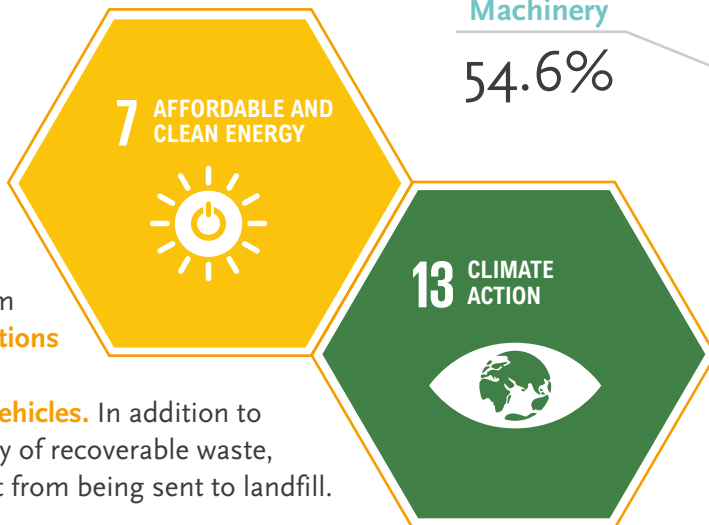 Machinery
54.6%
7 AFFORDABLE AND
CLEAN ENERGY
13 CLIMATE
ACTION
tions
ehicles. In addition to
y of recoverable waste,
t from being sent to landfill.